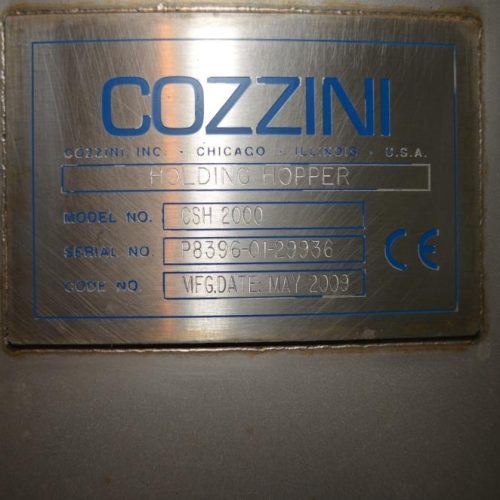 COZZINI
COZZINI, INC. - CHICAGO - ILLINOIS - U.S.A.
HOLDING HOPPER
MODEL NO. CSH 2000
SERIAL NO. P8396-01-29936
CODE NO. MFG.DATE: MAY 2009
CE